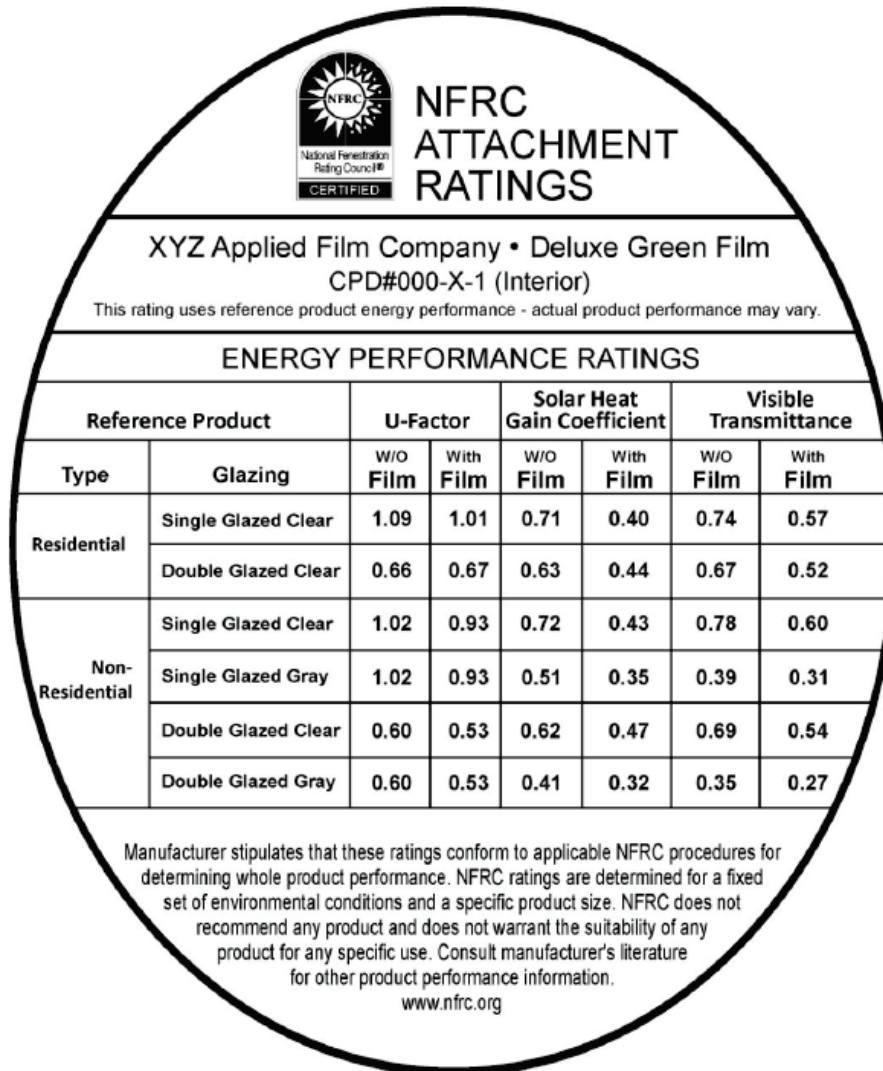 NFRC
National Fenestration
Rating Council®
CERTIFIED
NFRC
ATTACHMENT
RATINGS
XYZ Applied Film Company • Deluxe Green Film
CPD#000-X-1 (Interior)
This rating uses reference product energy performance - actual product performance may vary.
ENERGY PERFORMANCE RATINGS
Reference Product U-Factor Solar Heat Gain Coefficient Visible Transmittance
Type Glazing W/O Film With Film W/O Film With Film W/O Film With Film
Residential Single Glazed Clear 1.09 1.01 0.71 0.40 0.74 0.57
Double Glazed Clear 0.66 0.67 0.63 0.44 0.67 0.52
Non-Residential Single Glazed Clear 1.02 0.93 0.72 0.43 0.78 0.60
Single Glazed Gray 1.02 0.93 0.51 0.35 0.39 0.31
Double Glazed Clear 0.60 0.53 0.62 0.47 0.69 0.54
Double Glazed Gray 0.60 0.53 0.41 0.32 0.35 0.27
Manufacturer stipulates that these ratings conform to applicable NFRC procedures for
determining whole product performance. NFRC ratings are determined for a fixed
set of environmental conditions and a specific product size. NFRC does not
recommend any product and does not warrant the suitability of any
product for any specific use. Consult manufacturer's literature
for other product performance information.
www.nfrc.org